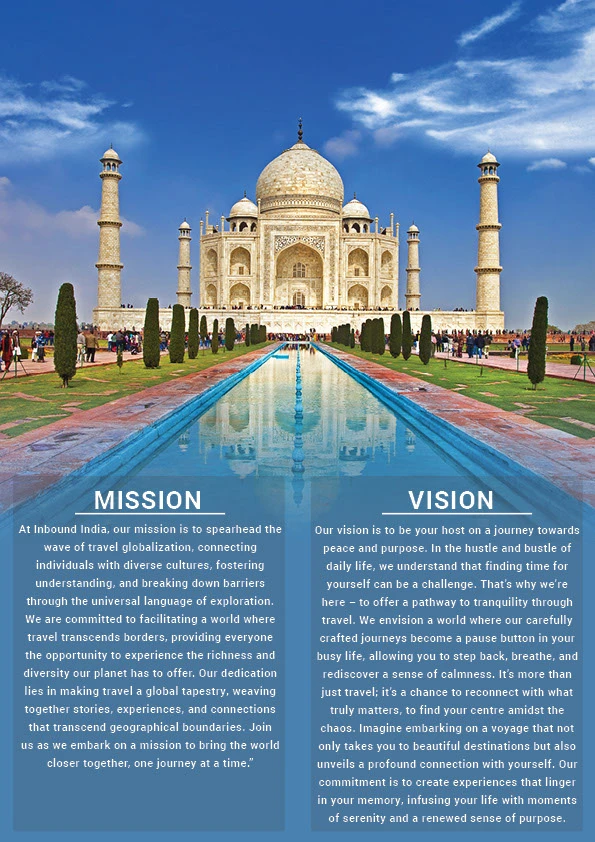 MISSION
At Inbound India, our mission is to spearhead the
wave of travel globalization, connecting
individuals with diverse cultures, fostering
understanding, and breaking down barriers
through the universal language of exploration.
We are committed to facilitating a world where
travel transcends borders, providing everyone
the opportunity to experience the richness and
diversity our planet has to offer. Our dedication
lies in making travel a global tapestry, weaving
together stories, experiences, and connections
that transcend geographical boundaries. Join
us as we embark on a mission to bring the world
closer together, one journey at a time.”
VISION
Our vision is to be your host on a journey towards
peace and purpose. In the hustle and bustle of
daily life, we understand that finding time for
yourself can be a challenge. That’s why we’re
here – to offer a pathway to tranquility through
travel. We envision a world where our carefully
crafted journeys become a pause button in your
busy life, allowing you to step back, breathe, and
rediscover a sense of calmness. It’s more than
just travel; it’s a chance to reconnect with what
truly matters, to find your centre amidst the
chaos. Imagine embarking on a voyage that not
only takes you to beautiful destinations but also
unveils a profound connection with yourself. Our
commitment is to create experiences that linger
in your memory, infusing your life with moments
of serenity and a renewed sense of purpose.